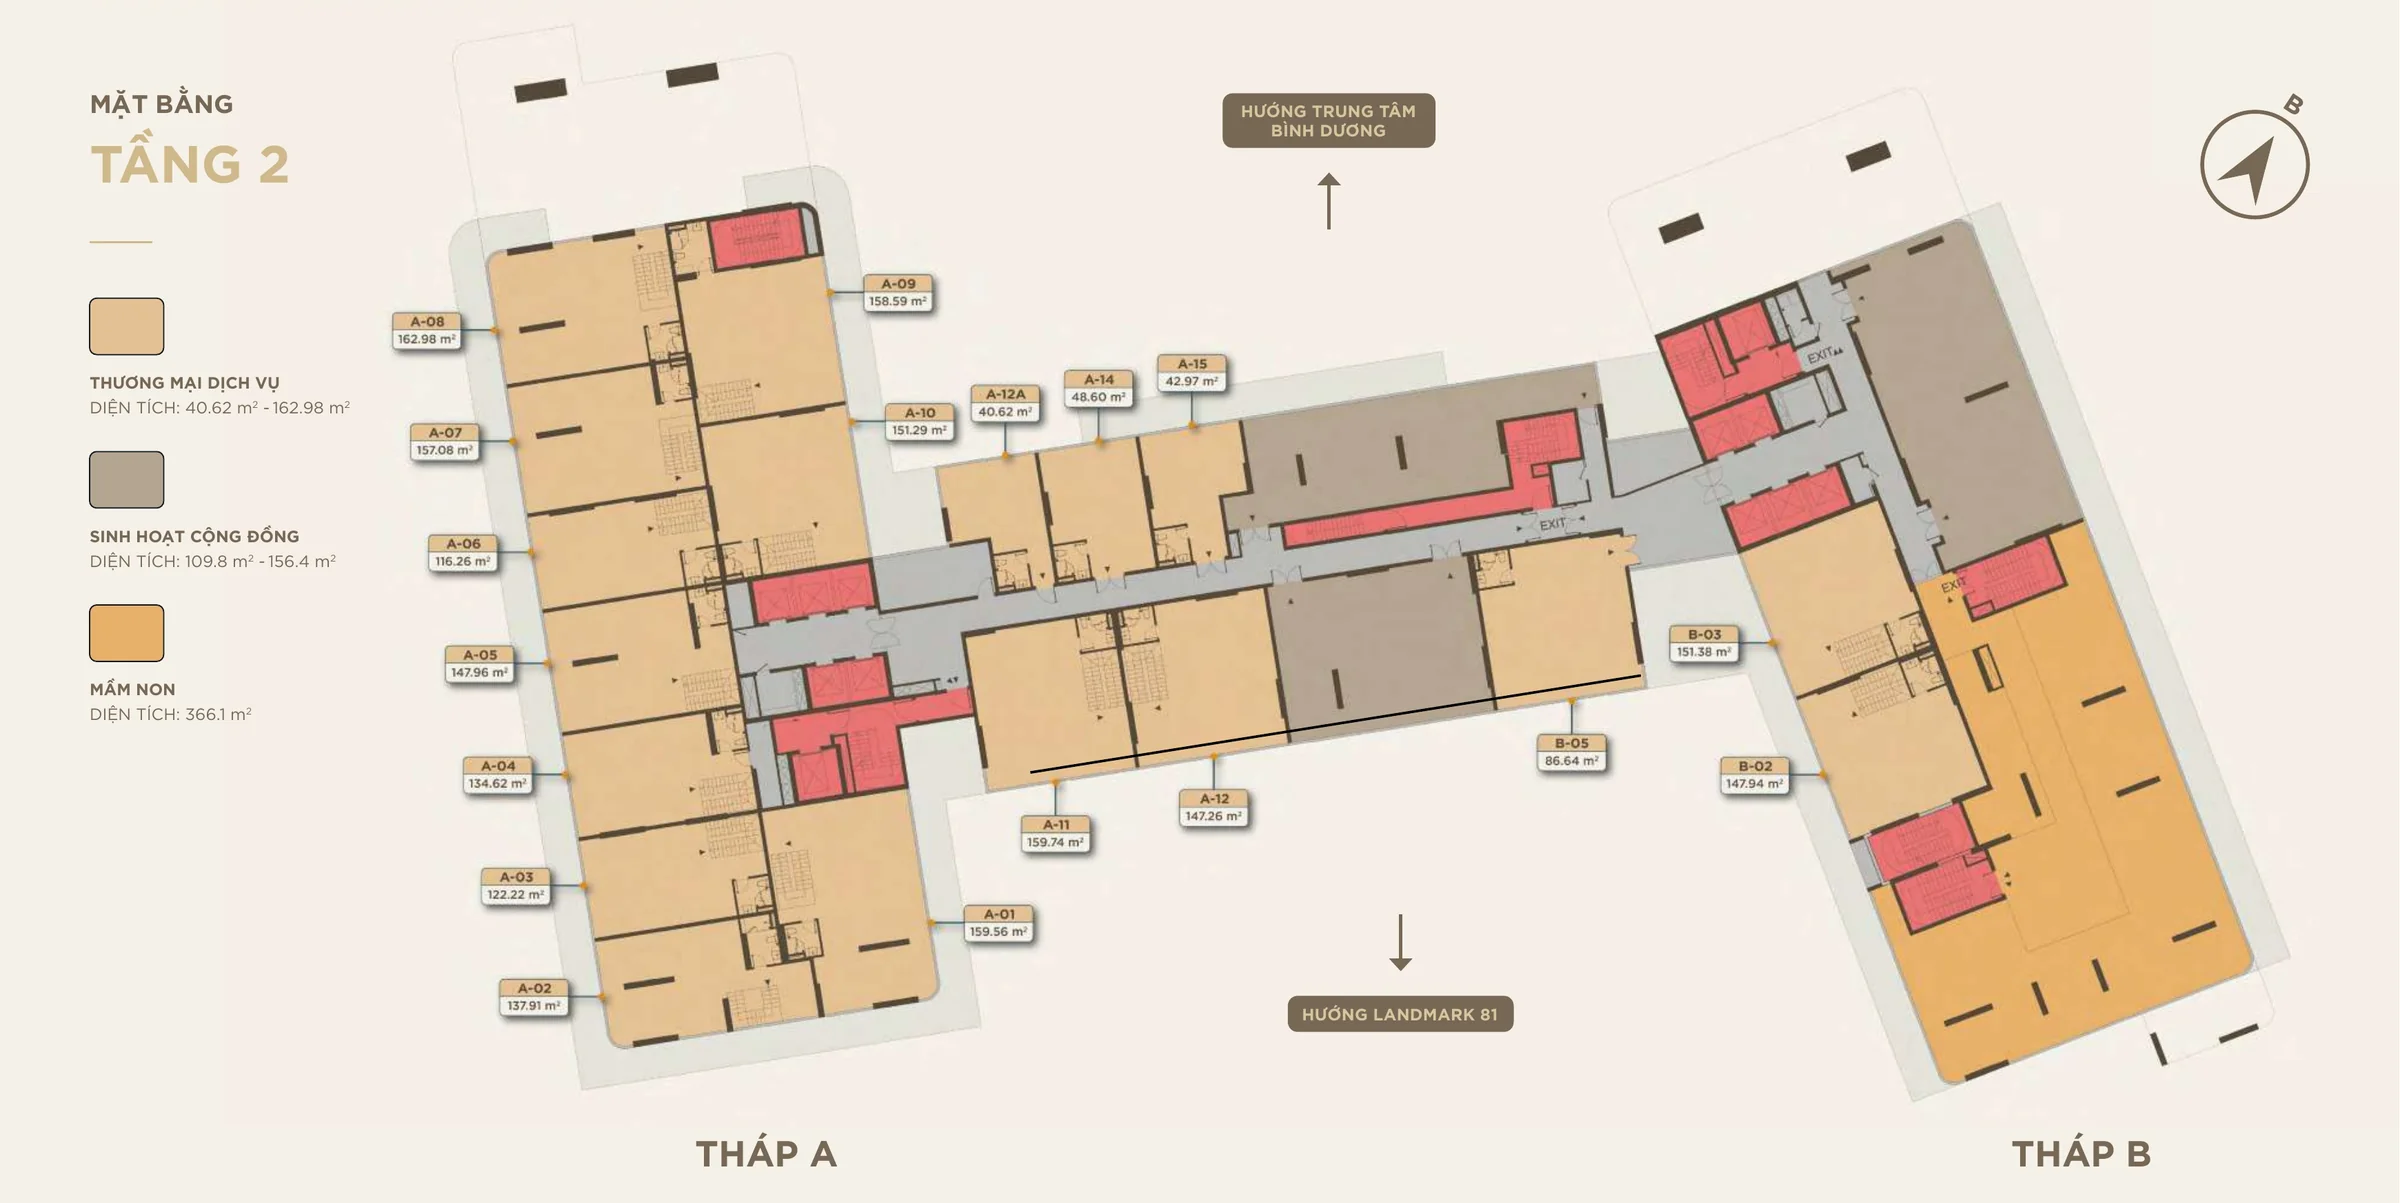 MẶT BẰNG
TẦNG 2
THƯƠNG MẠI DỊCH VỤ
DIỆN TÍCH: 40.62 m² - 162.98 m²
SINH HOẠT CỘNG ĐỒNG
DIỆN TÍCH: 109.8 m² - 156.4 m²
MẦM NON
DIỆN TÍCH: 366.1 m²
HƯỚNG TRUNG TÂM
BÌNH DƯƠNG
B
A-08
162.98 m²
A-07
157.08 m²
A-06
116.26 m²
A-05
147.96 m²
A-04
134.62 m²
A-03
122.22 m²
A-02
137.91 m²
A-09
158.59 m²
A-10
151.29 m²
A-12A
40.62 m²
A-14
48.60 m²
A-15
42.97 m²
EXIT
EXIT
EXIT
A-11
159.74 m²
A-12
147.26 m²
B-05
86.64 m²
B-03
151.38 m²
B-02
147.94 m²
A-01
159.56 m²
HƯỚNG LANDMARK 81
THÁP A
THÁP B